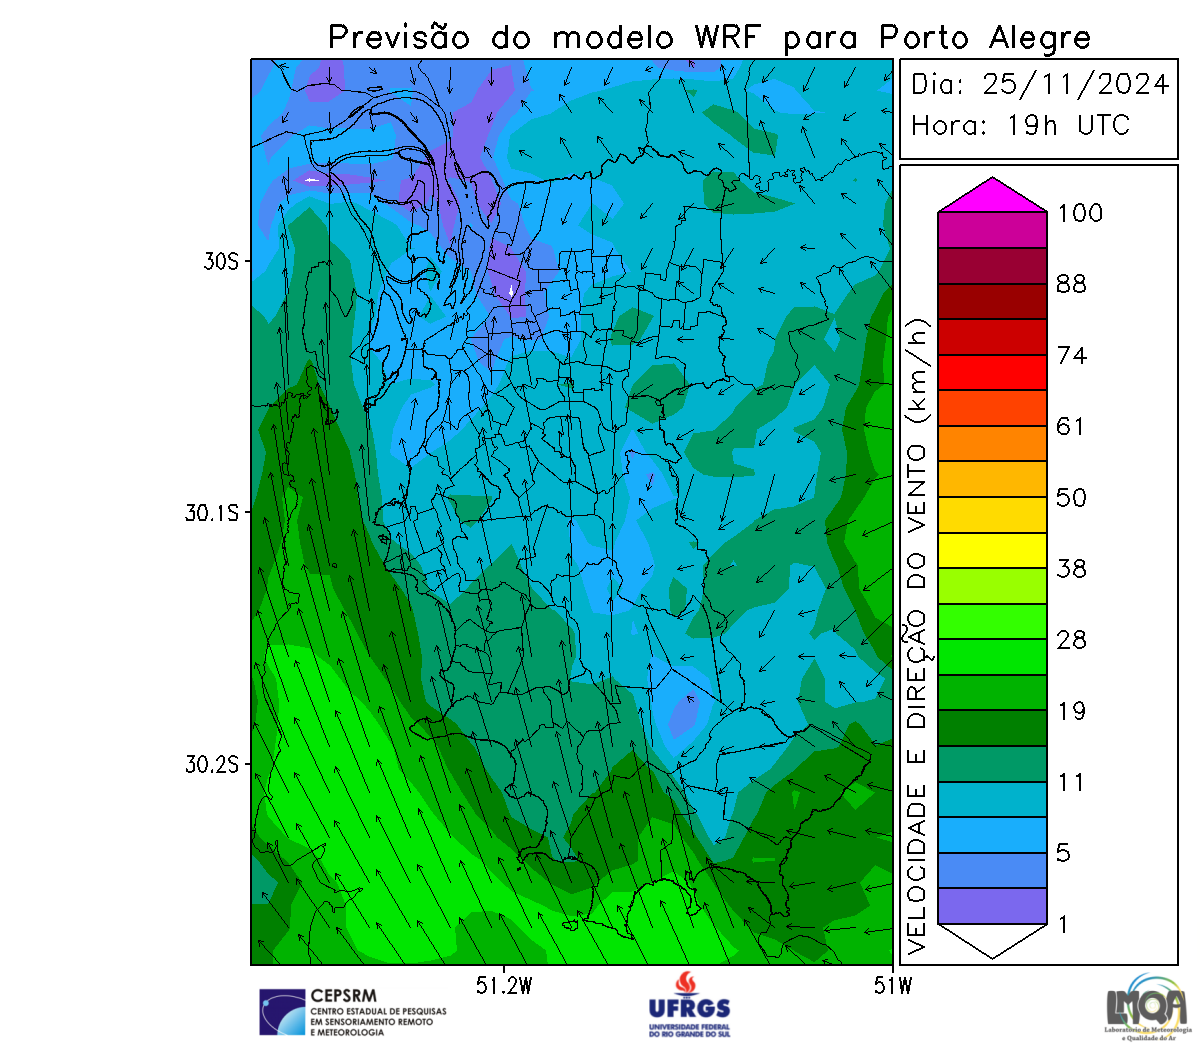 Previsão do modelo WRF para Porto Alegre
Dia: 25/11/2024
Hora: 19h UTC
30S
30.1S
30.2S
51.2W
51W
VELOCIDADE E DIREÇÃO DO VENTO (km/h)
100
88
74
61
50
38
28
19
11
5
1
CEPSRM
CENTRO ESTADUAL DE PESQUISAS
EM SENSORIAMENTO REMOTO
E METEOROLOGIA
UFRGS
UNIVERSIDADE FEDERAL
DO RIO GRANDE DO SUL
LMQA
Laboratório de Meteorologia
e Qualidade do Ar